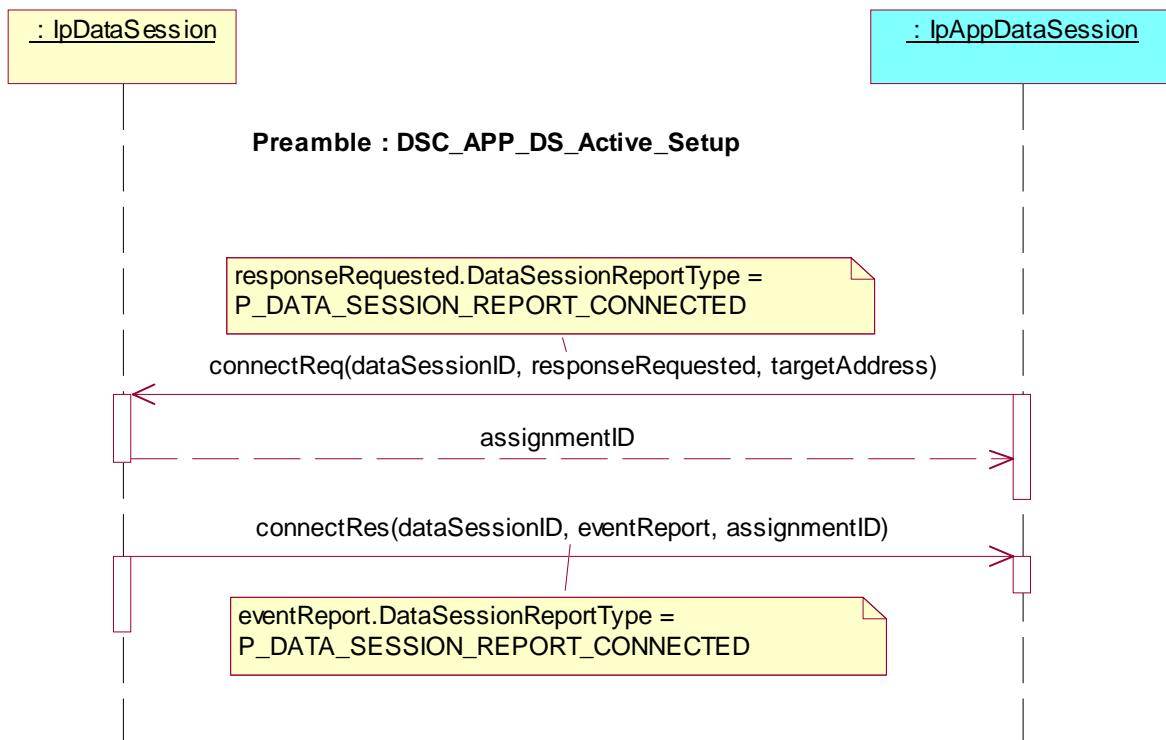 : IpDataSession
: IpAppDataSession
Preamble : DSC_APP_DS_Active_Setup
responseRequested.DataSessionReportType =
P_DATA_SESSION_REPORT_CONNECTED
connectReq(dataSessionID, responseRequested, targetAddress)
assignmentID
connectRes(dataSessionID, eventReport, assignmentID)
eventReport.DataSessionReportType =
P_DATA_SESSION_REPORT_CONNECTED